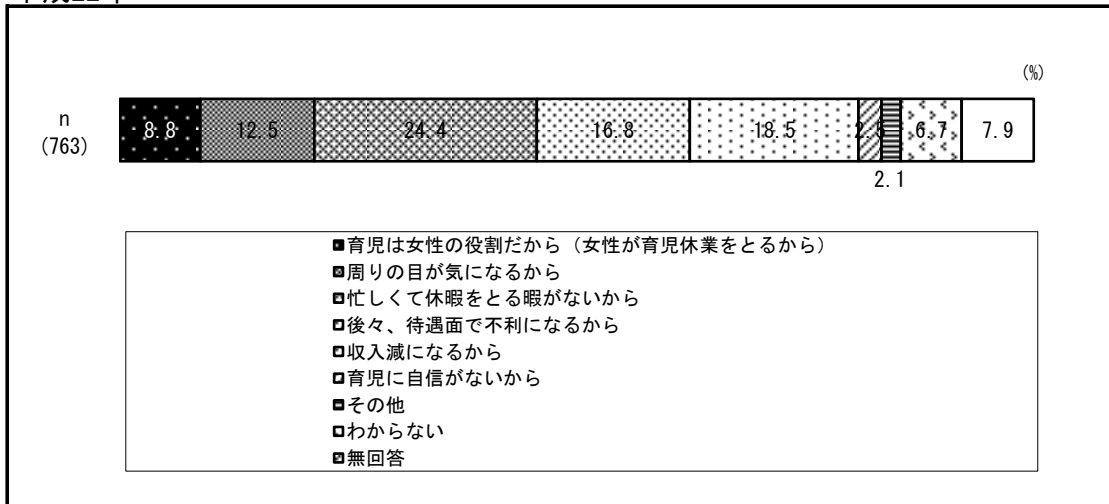 (%)
n
(763)
8.8 12.5 24.4 16.8 18.5 2.5 6.7 7.9
2.1
育児は女性の役割だから（女性が育児休業をとるから）
周りの目が気になるから
忙しくて休暇をとる暇がないから
後々、待遇面で不利になるから
収入減になるから
育児に自信がないから
その他
わからない
無回答